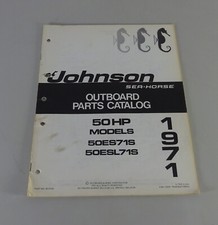 Johnson
SEA-HORSE
OUTBOARD
PARTS CATALOG
50 HP
MODELS
50ES71S
50ESL71S
1971